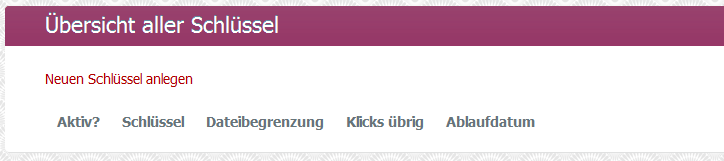 Übersicht aller Schlüssel
Neuen Schlüssel anlegen
Aktiv? Schlüssel Dateibegrenzung Klicks übrig Ablaufdatum